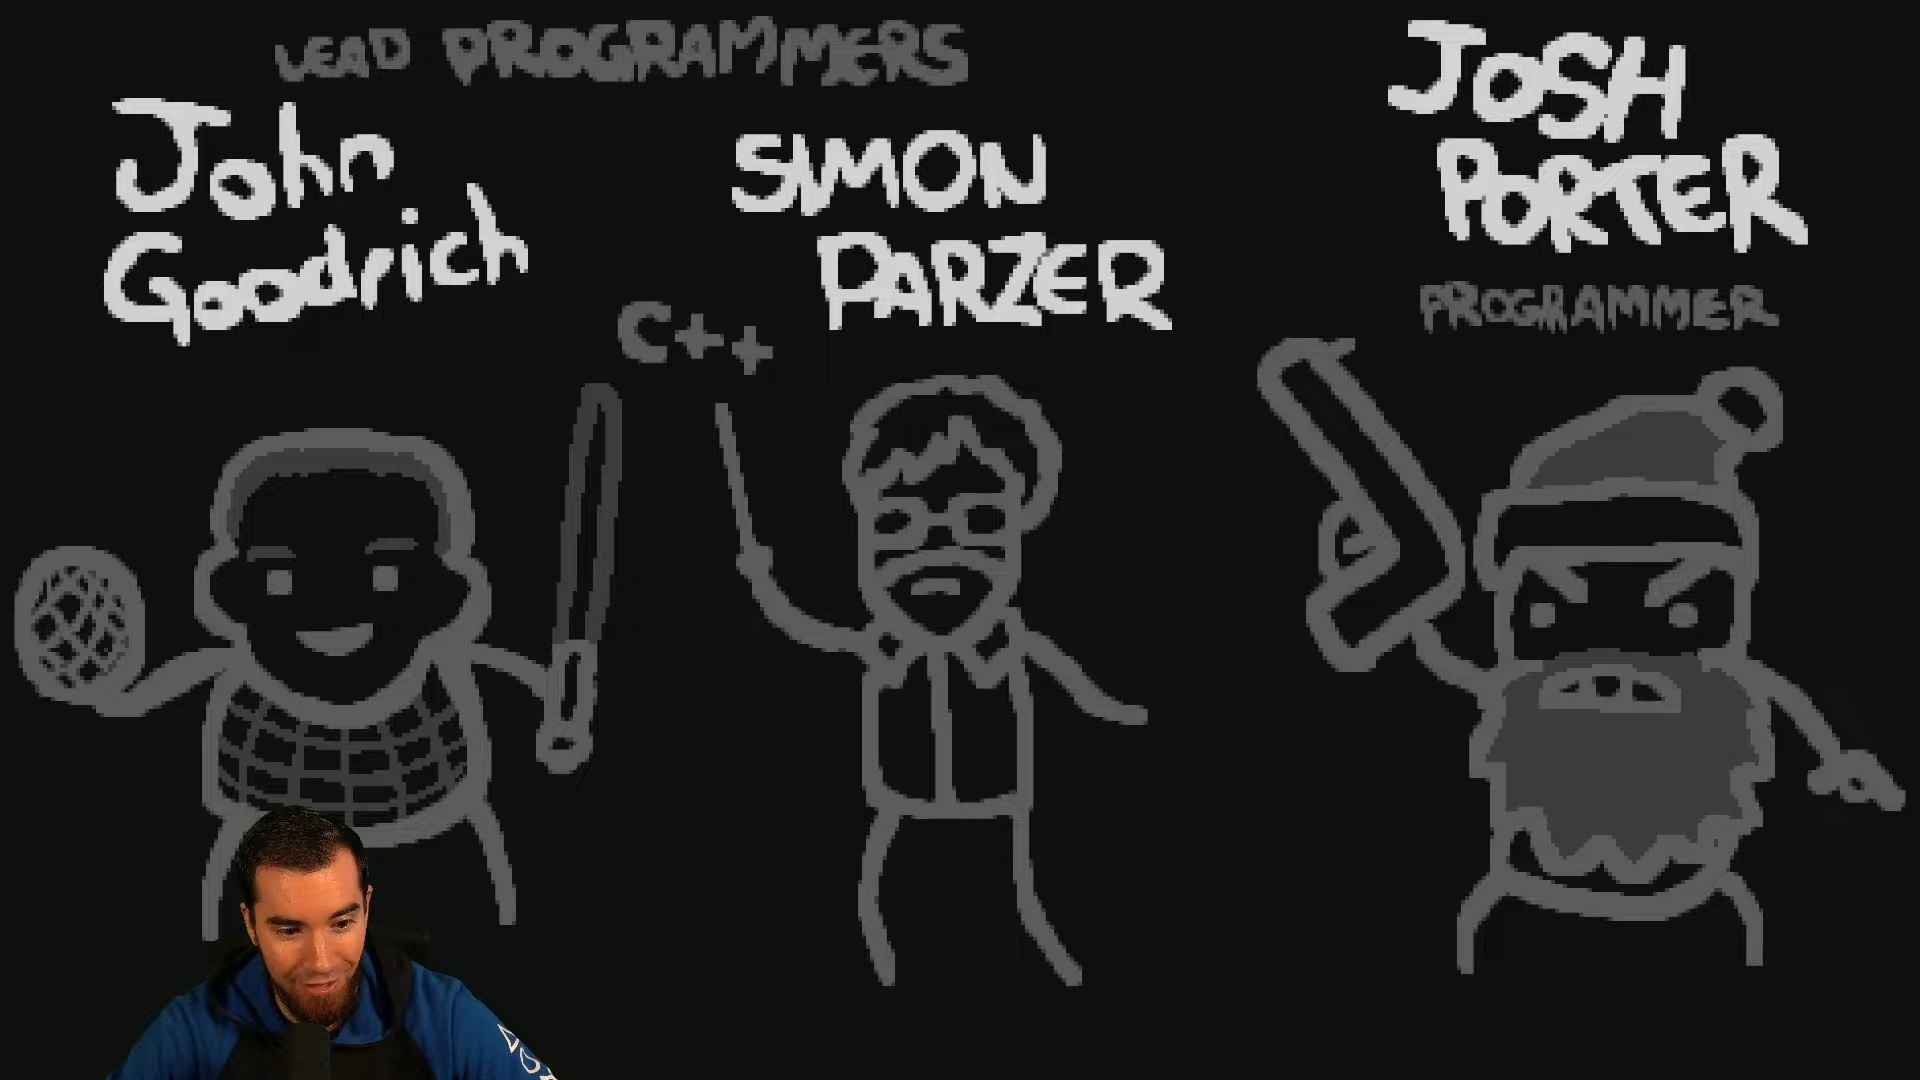 LEAD PROGRAMMERS
John
Goodrich
SIMON
PARZER
C++
JOSH
PORTER
PROGRAMMER